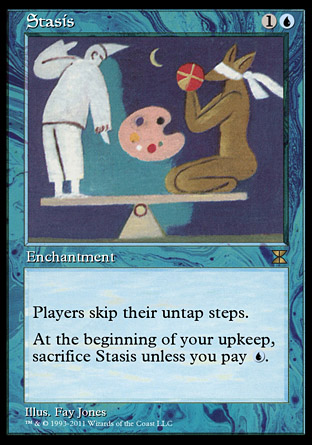 Stasis 1
Enchantment
Players skip their untap steps.
At the beginning of your upkeep,
sacrifice Stasis unless you pay .
Illus. Fay Jones
™ & © 1993-2011 Wizards of the Coast LLC